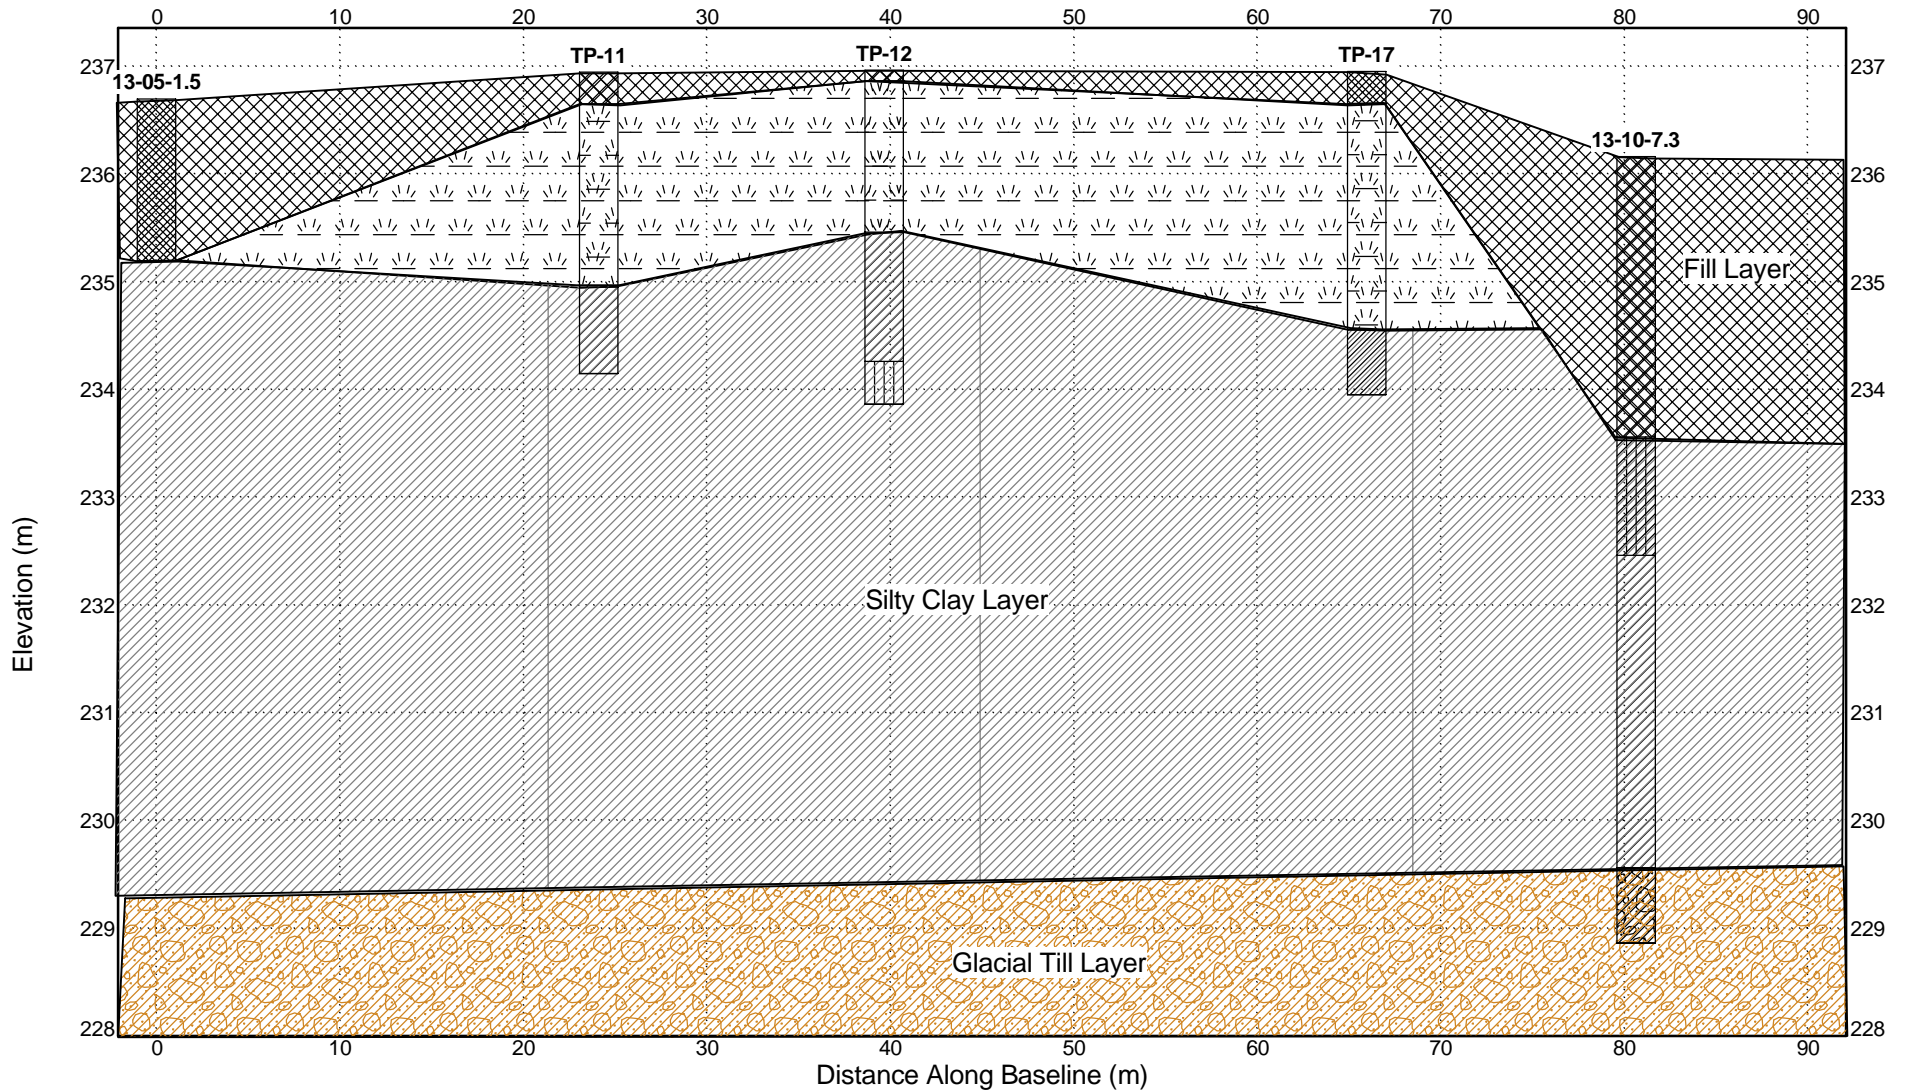 0 10 20 30 40 50 60 70 80 90
TP-11 TP-12 TP-17
237 237
13-05-1.5
13-10-7.3
236 236
Fill Layer
235 235
234 234
233 233
Elevation (m)
Silty Clay Layer
232 232
231 231
230 230
229 229
Glacial Till Layer
228 228
0 10 20 30 40 50 60 70 80 90
Distance Along Baseline (m)